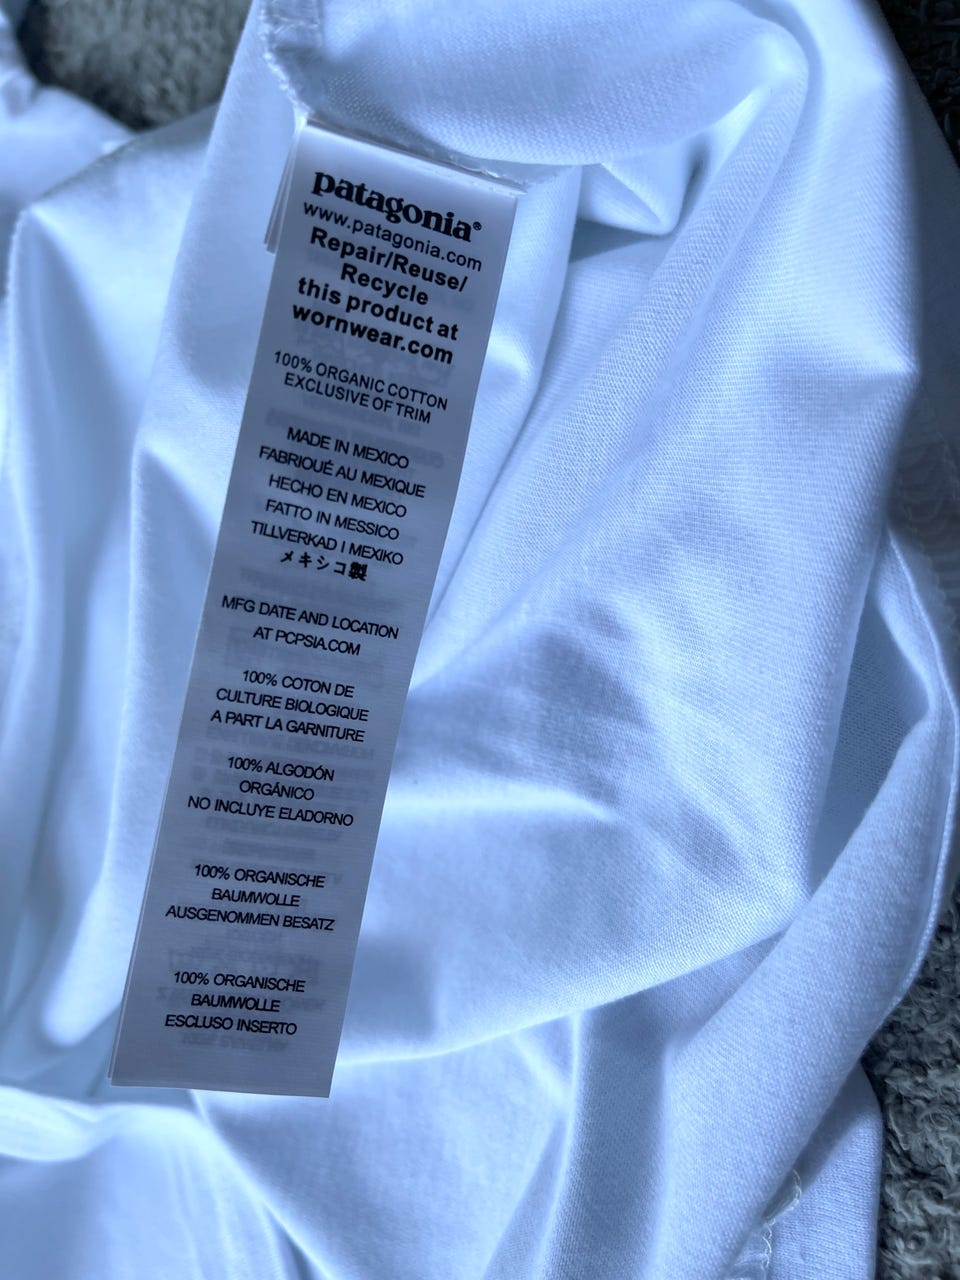 patagonia®
www.patagonia.com
Repair/Reuse/
Recycle
this product at
wornwear.com
100% ORGANIC COTTON
EXCLUSIVE OF TRIM
MADE IN MEXICO
FABRIQUÉ AU MEXIQUE
HECHO EN MEXICO
FATTO IN MESSICO
TILLVERKAD I MEXIKO
メキシコ製
MFG DATE AND LOCATION
AT PCPSIA.COM
100% COTON DE
CULTURE BIOLOGIQUE
A PART LA GARNITURE
100% ALGODÓN
ORGÁNICO
NO INCLUYE ELADORNO
100% ORGANISCHE
BAUMWOLLE
AUSGENOMMEN BESATZ
100% ORGANISCHE
BAUMWOLLE
ESCLUSO INSERTO